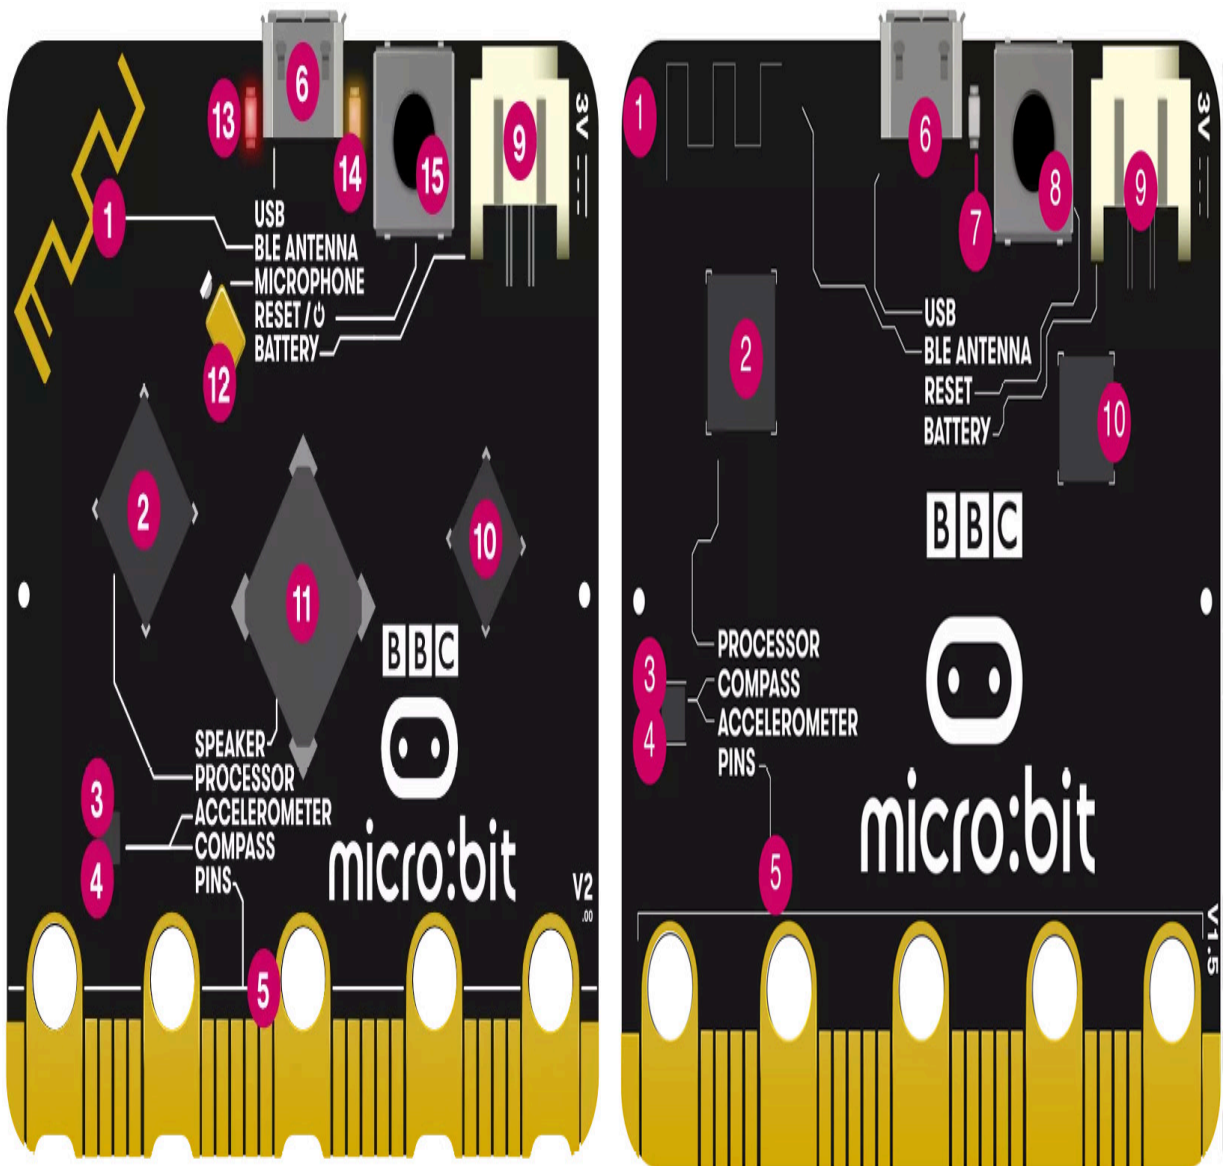 6
13
14
15
9
3V
1
USB
BLE ANTENNA
MICROPHONE
RESET /
BATTERY
12
2
11
10
BBC
SPEAKER
PROCESSOR
ACCELEROMETER
COMPASS
PINS
3
4
micro:bit
V2
.00
5
1
6
7
8
9
3V
USB
BLE ANTENNA
RESET
BATTERY
2
10
BBC
PROCESSOR
COMPASS
ACCELEROMETER
PINS
3
4
micro:bit
5
V1.5